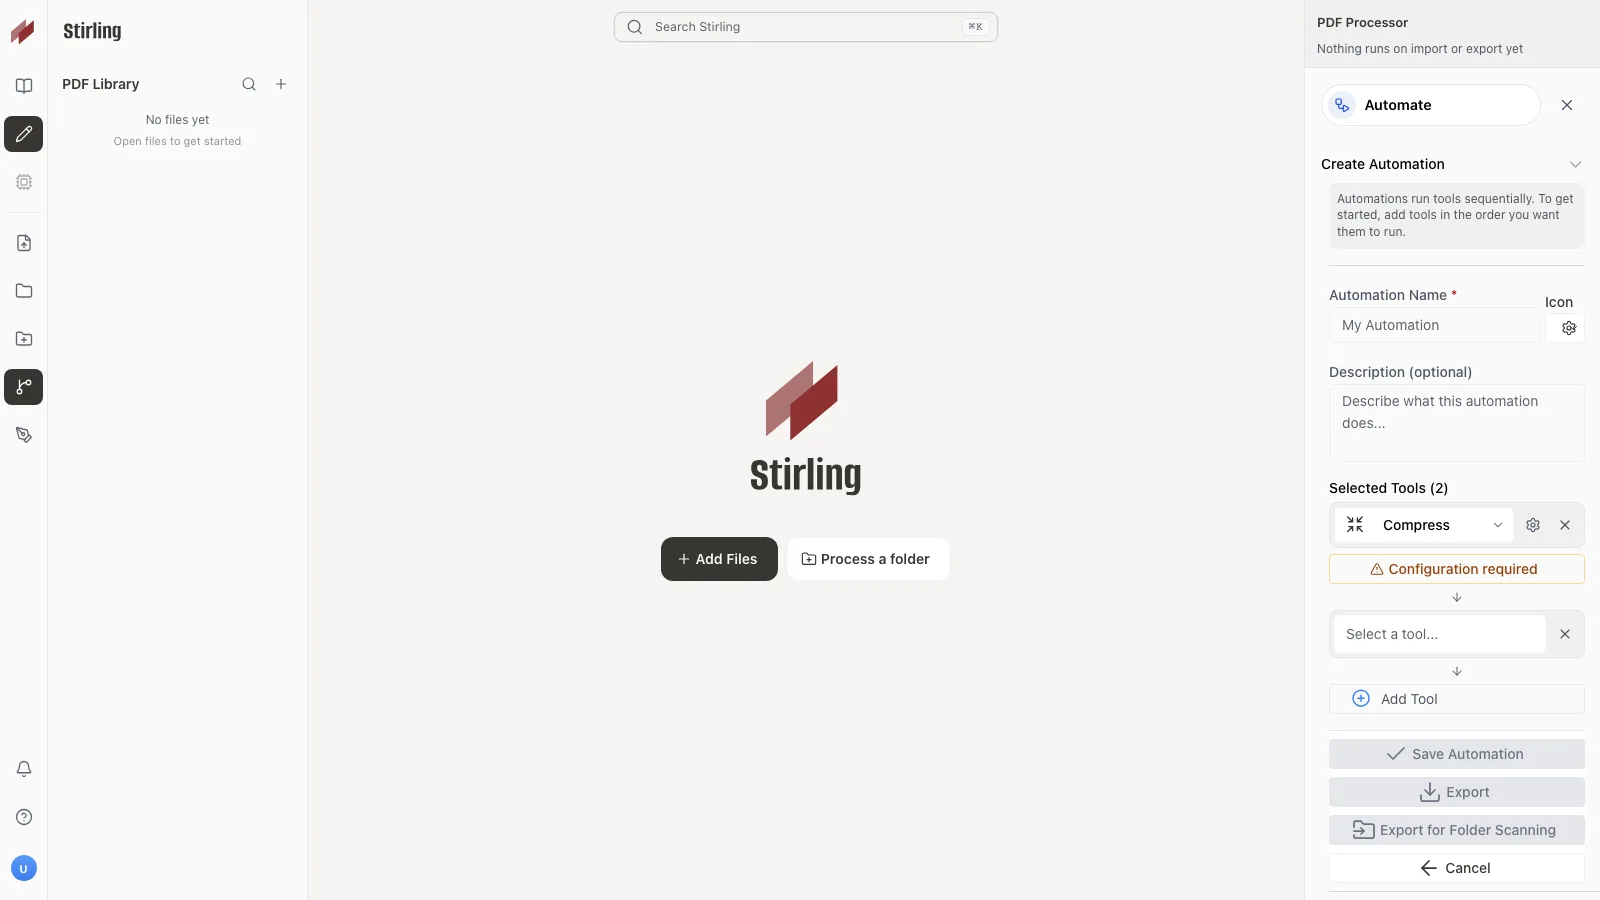 Stirling
Search Stirling
⌘K
PDF Library
No files yet
Open files to get started
Stirling
Add Files
Process a folder
PDF Processor
Nothing runs on import or export yet
Automate
Create Automation
Automations run tools sequentially. To get
started, add tools in the order you want
them to run.
Automation Name *
Icon
My Automation
Description (optional)
Describe what this automation
does...
Selected Tools (2)
Compress
Configuration required
Select a tool...
Add Tool
Save Automation
Export
Export for Folder Scanning
Cancel
U